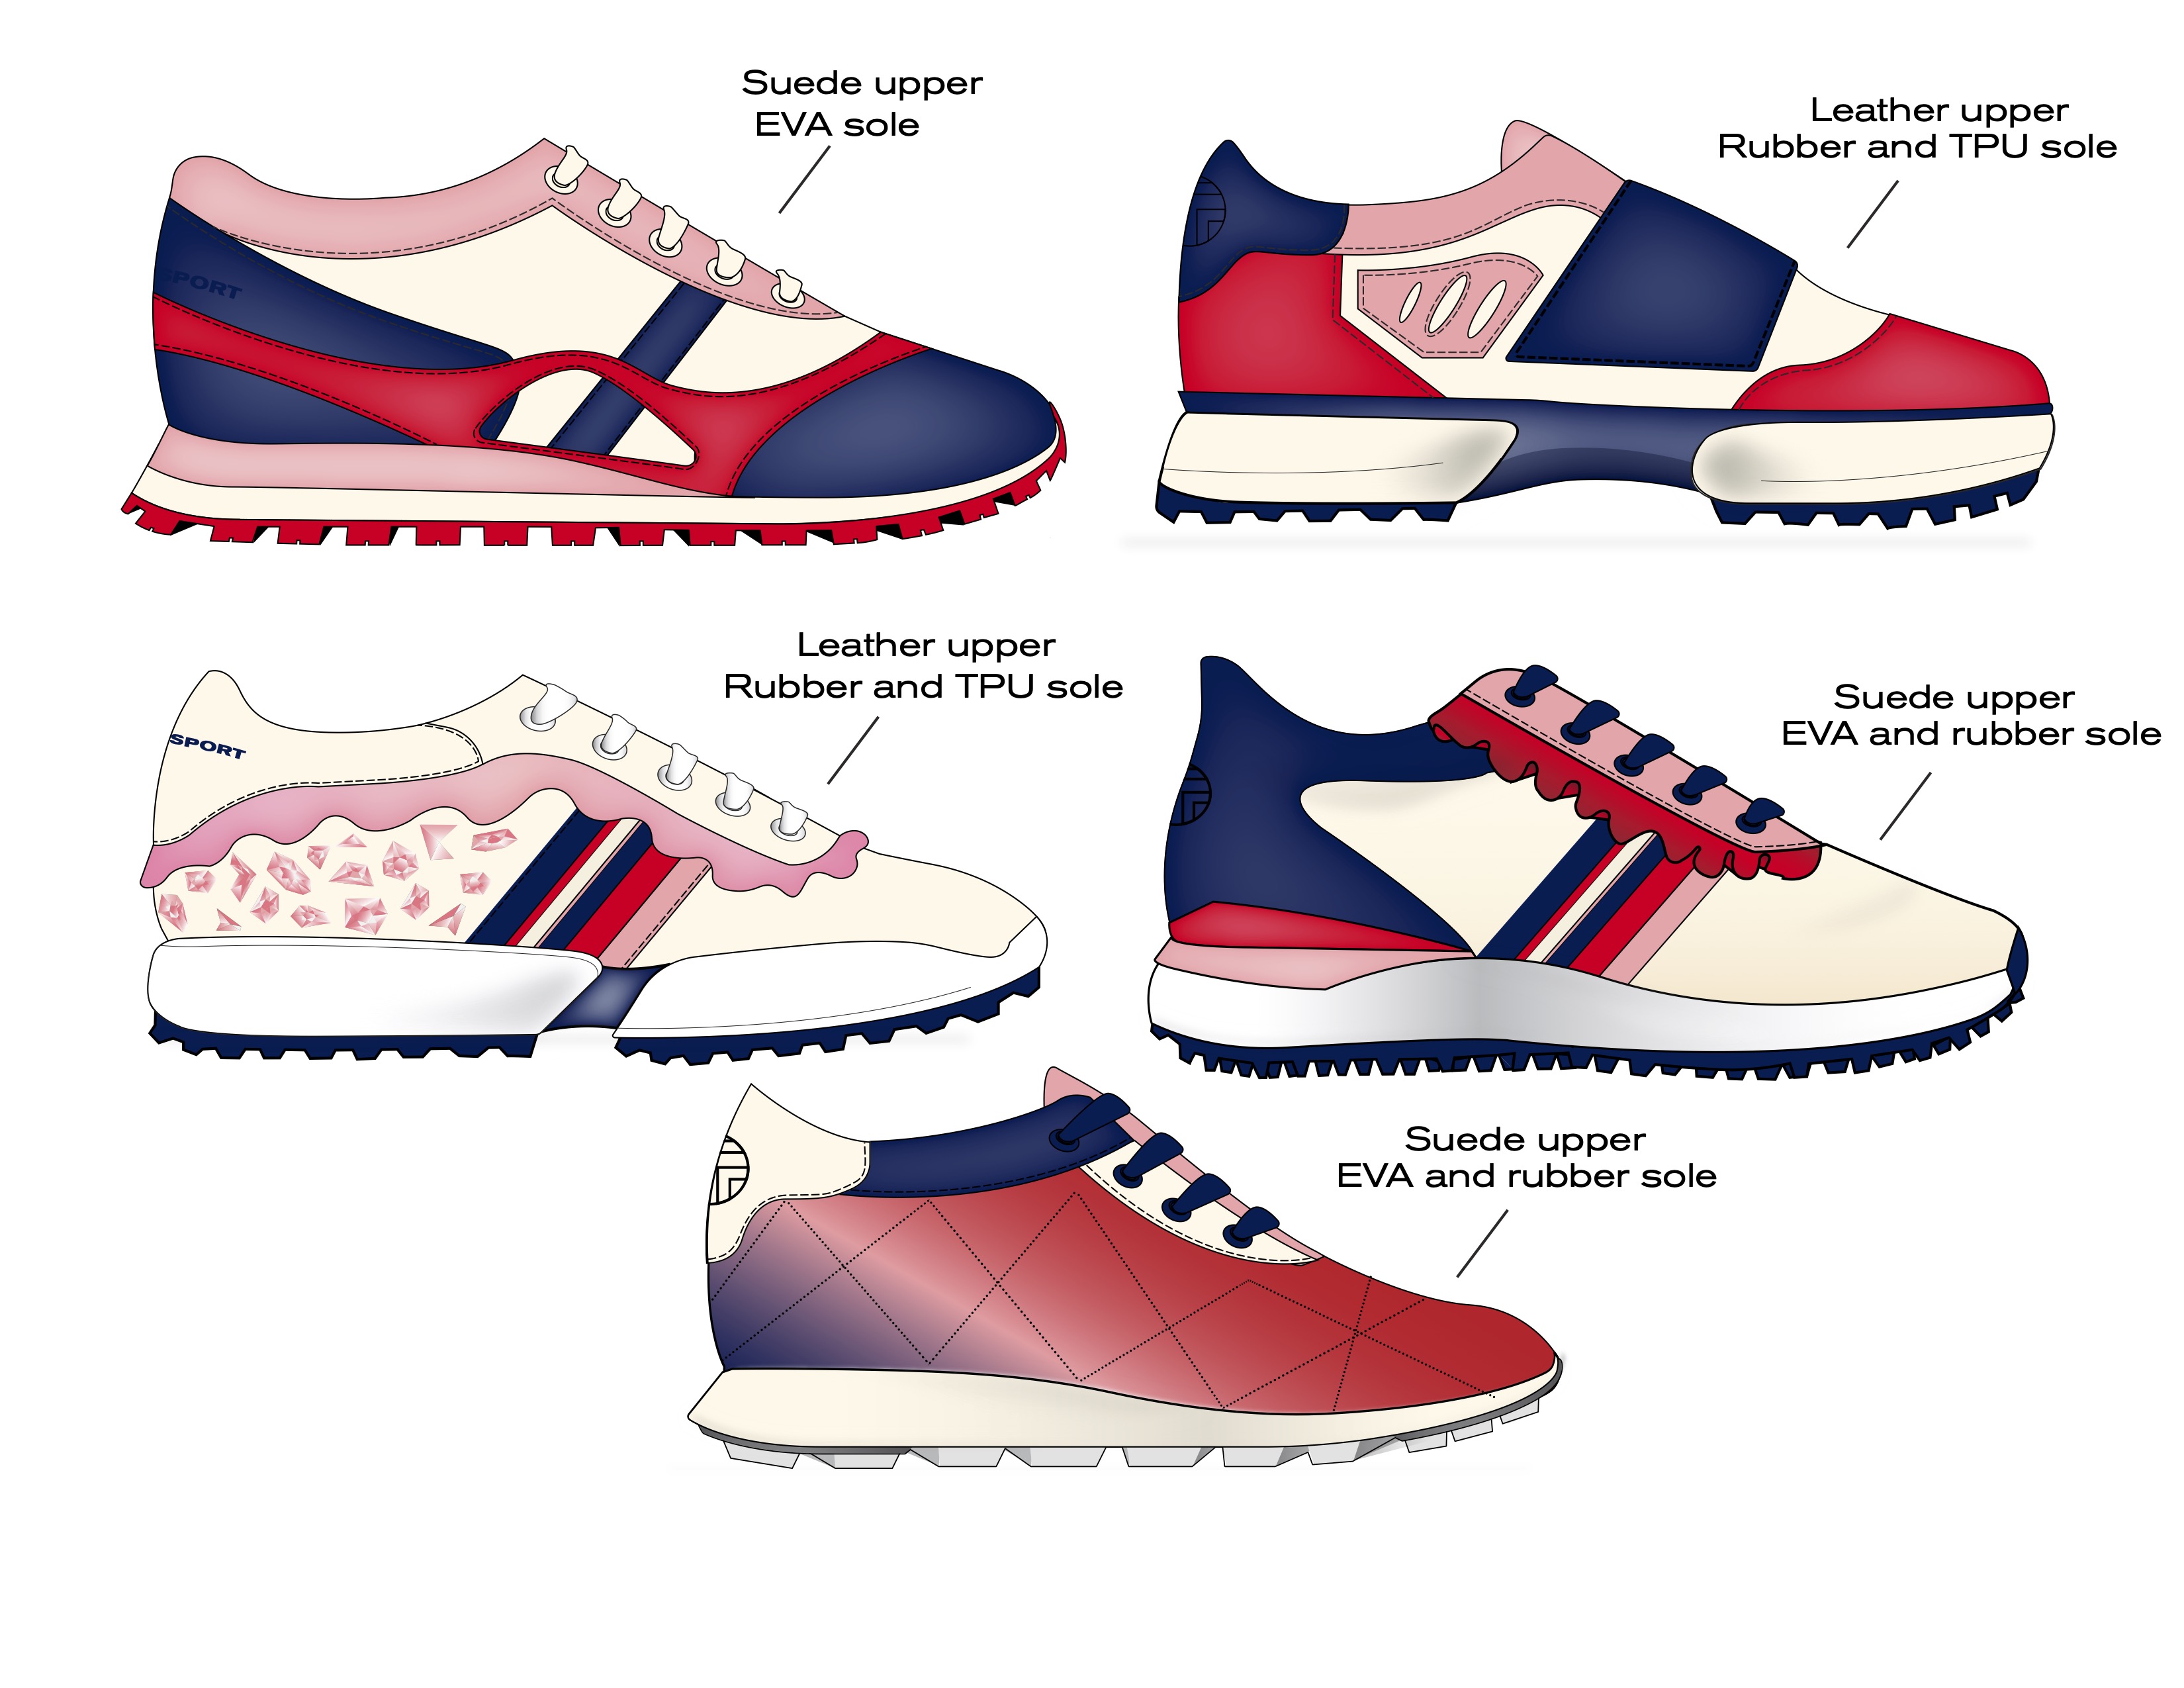 Suede upper
EVA sole
Leather upper
Rubber and TPU sole
SPORT
Leather upper
Rubber and TPU sole
SPORT
Suede upper
EVA and rubber sole
Suede upper
EVA and rubber sole